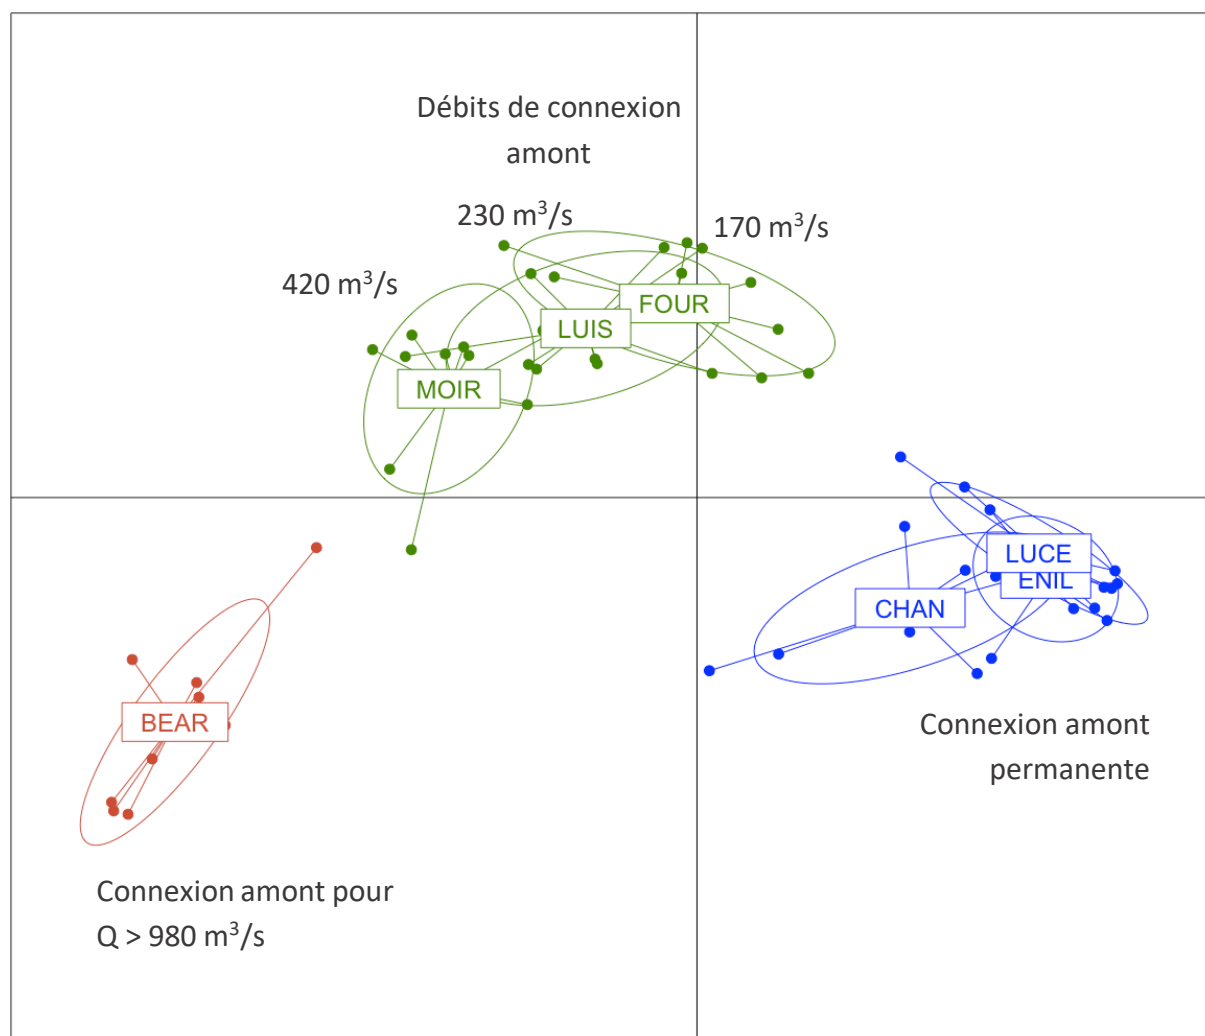 Débits de connexion
amont
230 m³/s
170 m³/s
420 m³/s
FOUR
LUIS
MOIR
LUCE
ENIL
CHAN
BEAR
Connexion amont
permanente
Connexion amont pour
Q > 980 m³/s